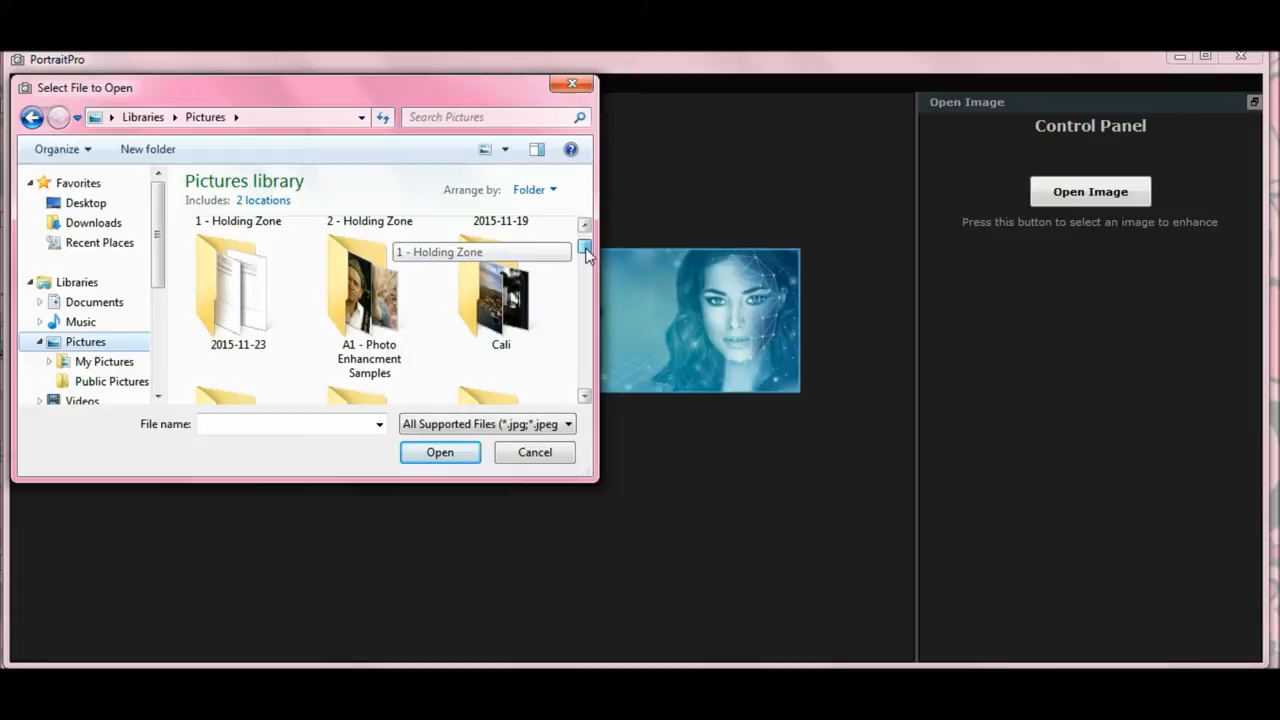 PortraitPro
Select File to Open
Libraries Pictures
Search Pictures
Open Image
Control Panel
Organize New folder
Favorites
Desktop
Downloads
Recent Places
Libraries
Documents
Music
Pictures
My Pictures
Public Pictures
Videos
Pictures library
Includes: 2 locations
Arrange by: Folder
1 - Holding Zone
2 - Holding Zone
2015-11-19
1 - Holding Zone
2015-11-23
A1 - Photo
Enhancment
Samples
Cali
File name:
All Supported Files (*.jpg;*.jpeg
Open Cancel
Open Image
Press this button to select an image to enhance